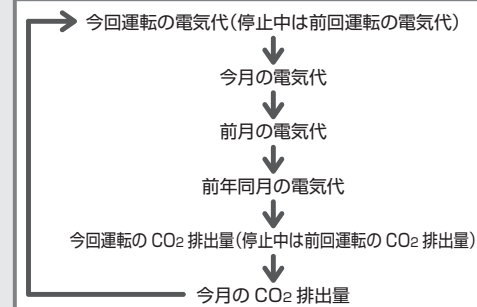 今回運転の電気代(停止中は前回運転の電気代)
今月の電気代
前月の電気代
前年同月の電気代
今回運転の CO2 排出量(停止中は前回運転の CO2 排出量)
今月の CO2 排出量